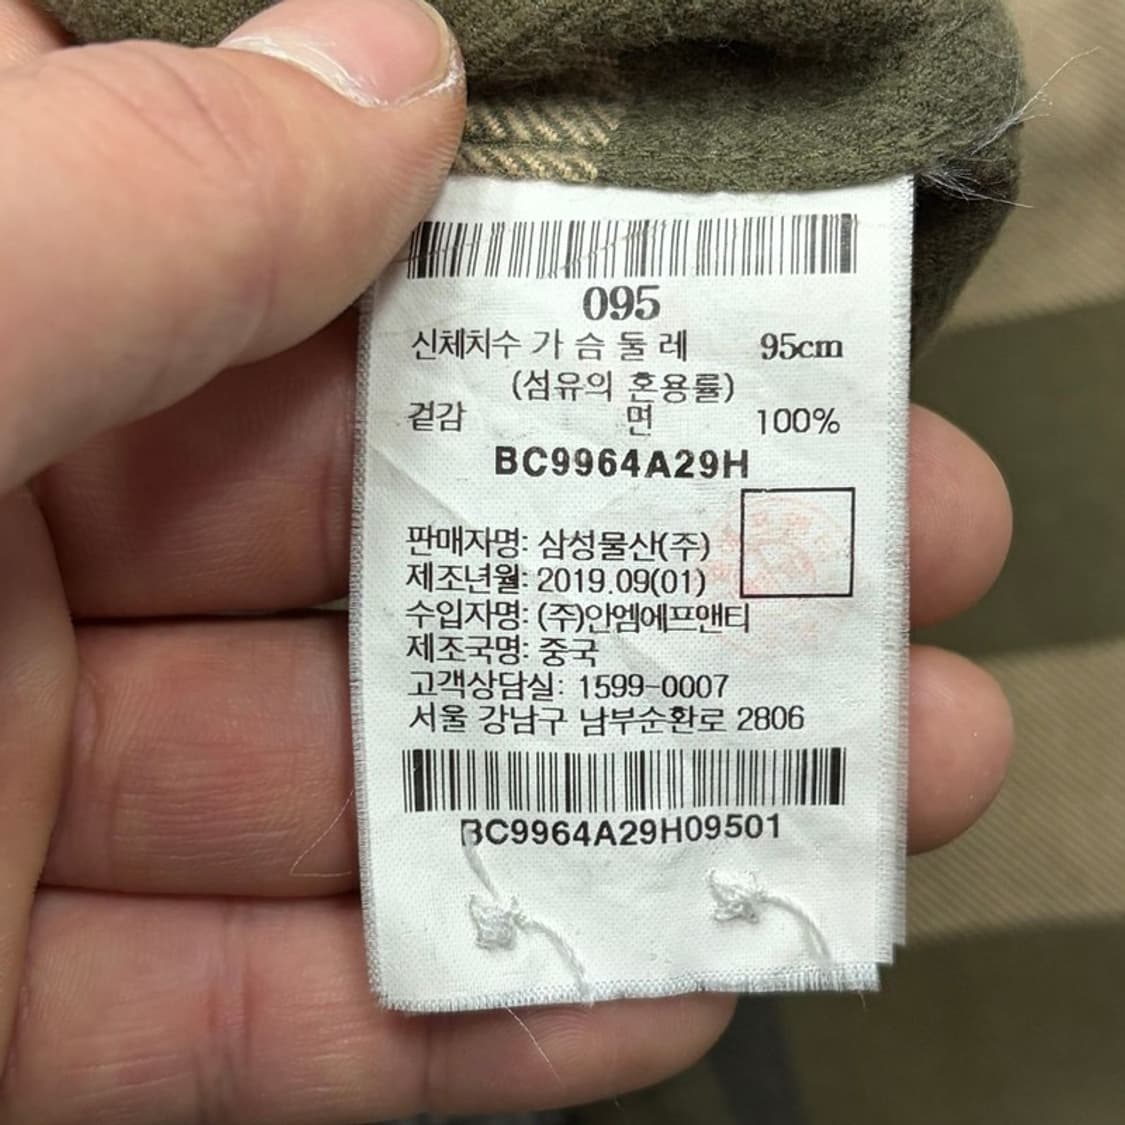 095
신체치수 가 슴 둘 레 95cm
(섬유의 혼용률)
겉감 면 100%
BC9964A29H
판매자명: 삼성물산(주)
제조년월: 2019.09(01)
수입자명: (주)안엠에프앤티
제조국명: 중국
고객상담실: 1599-0007
서울 강남구 남부순환로 2806
BC9964A29H09501